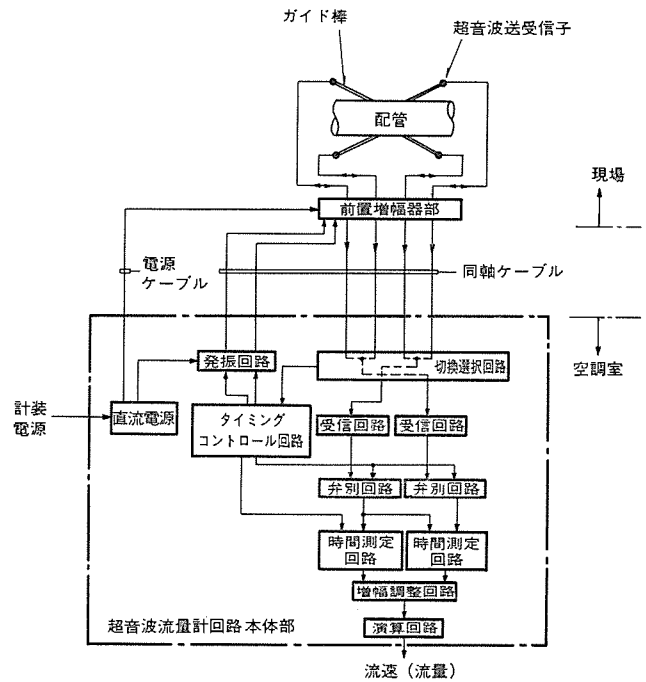 ガイド棒
超音波送受信子
配管
現場
前置増幅器部
電源
ケーブル
同軸ケーブル
発振回路
切換選択回路
空調室
計装
電源
直流電源
タイミング
コントロール回路
受信回路
受信回路
弁別回路
弁別回路
時間測定
回路
時間測定
回路
増幅調整回路
超音波流量計回路本体部
演算回路
流速（流量）